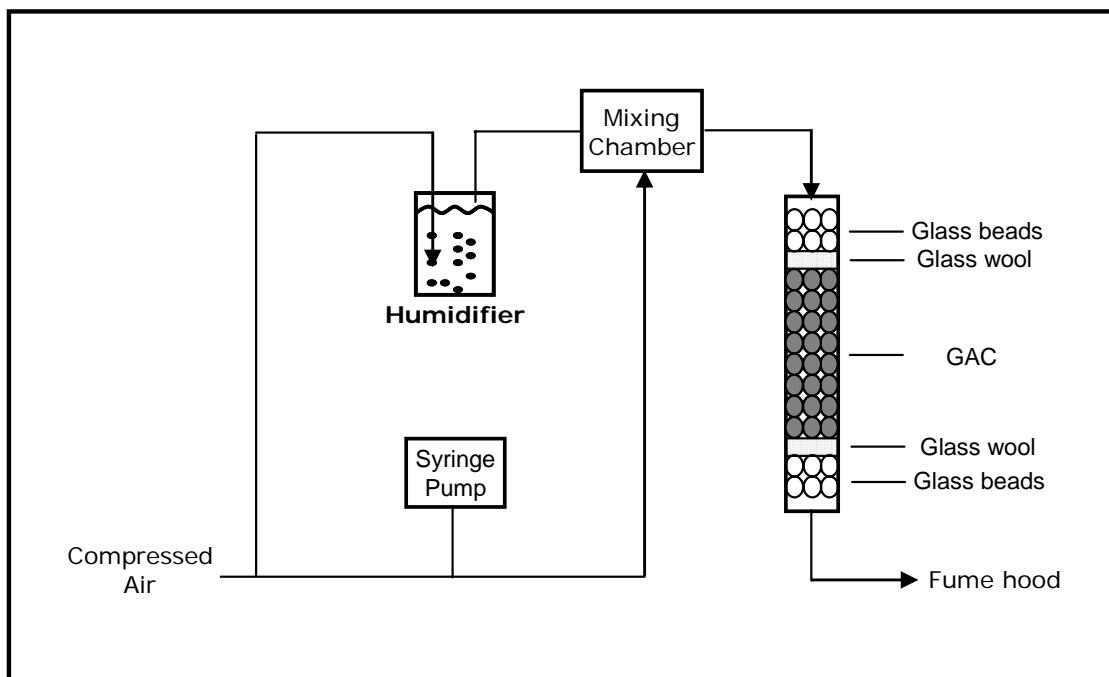 Mixing
Chamber
Glass beads
Glass wool
Humidifier
GAC
Syringe
Pump
Glass wool
Glass beads
Compressed
Air
Fume hood